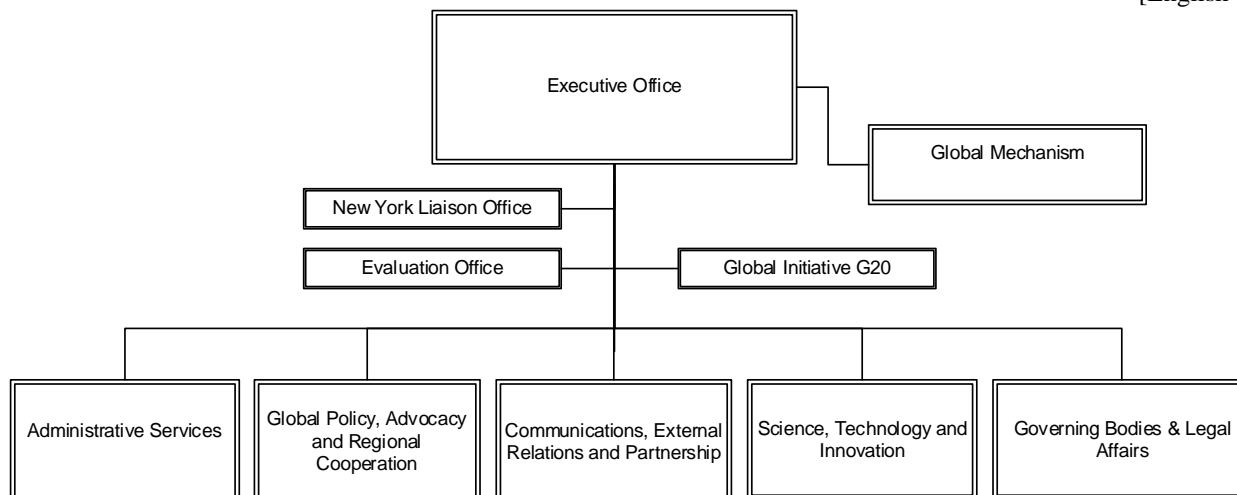 [English
Executive Office
Global Mechanism
New York Liaison Office
Evaluation Office
Global Initiative G20
Administrative Services
Global Policy, Advocacy
and Regional
Cooperation
Communications, External
Relations and Partnership
Science, Technology and
Innovation
Governing Bodies & Legal
Affairs